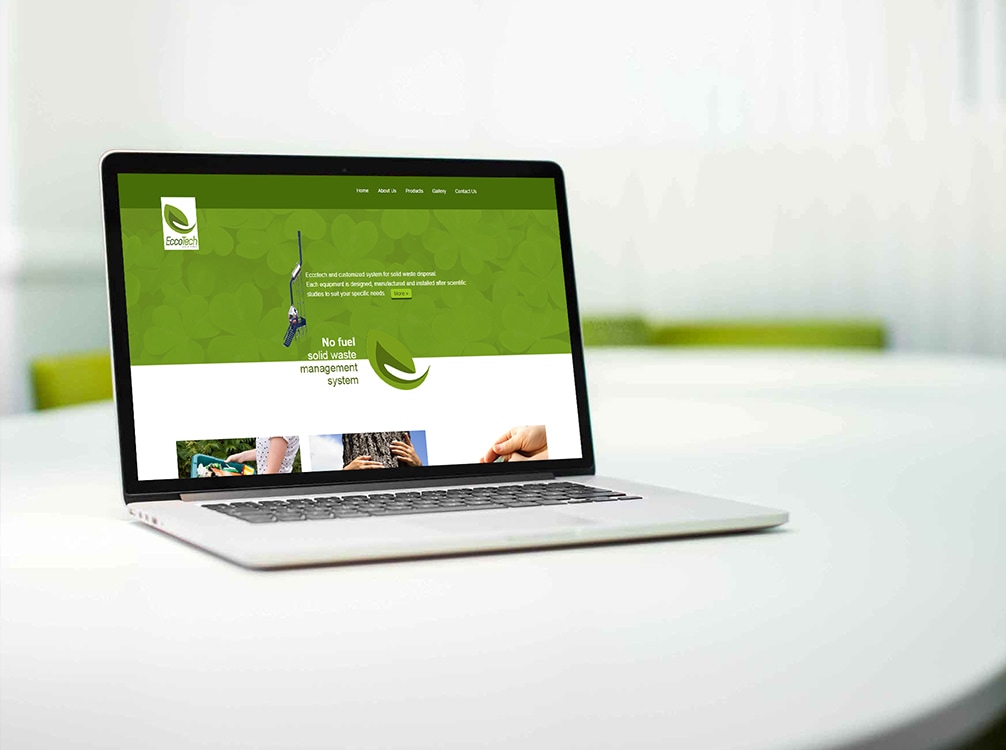 Home About Us Products Gallery Contact Us
EccoTech
Eccotech and customized system for solid waste disposal.
Each equipment is designed, manufactured and installed after scientific
studies to suit your specific needs. More »
No fuel
solid waste
management
system